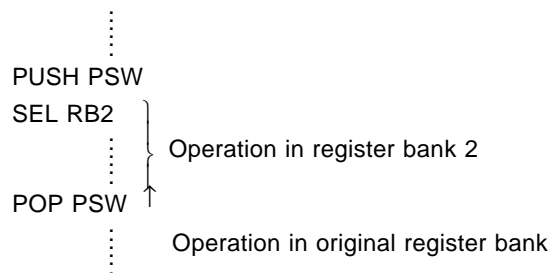 PUSH PSW
SEL RB2
Operation in register bank 2
POP PSW
Operation in original register bank